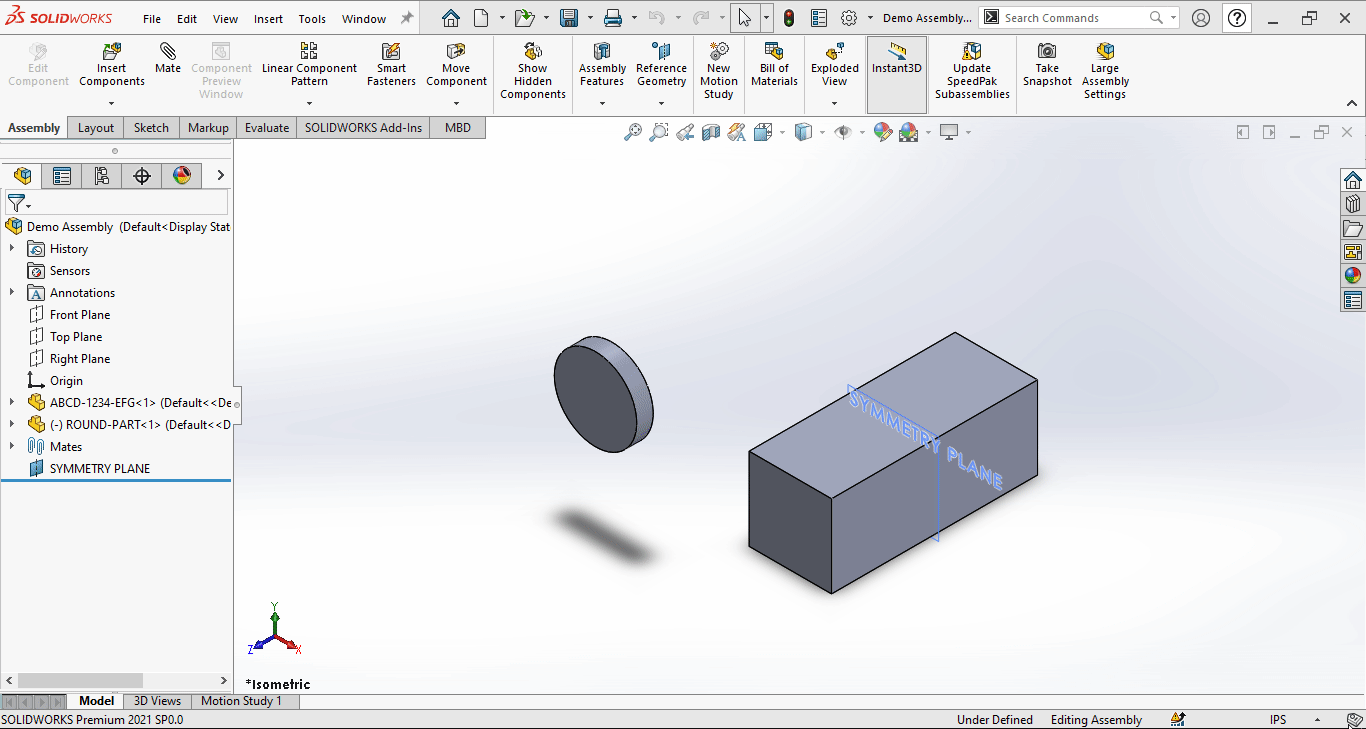 SOLIDWORKS File Edit View Insert Tools Window Demo Assembly... Search Commands
Edit Component
Insert Components
Mate
Component Preview Window
Linear Component Pattern
Smart Fasteners
Move Component
Show Hidden Components
Assembly Features
Reference Geometry
New Motion Study
Bill of Materials
Exploded View
Instant3D
Update SpeedPak Subassemblies
Take Snapshot
Large Assembly Settings
Assembly Layout Sketch Markup Evaluate SOLIDWORKS Add-Ins MBD
Demo Assembly (Default<Display Stat
History
Sensors
A Annotations
Front Plane
Top Plane
Right Plane
Origin
ABCD-1234-EFG<1> (Default<<De
(-) ROUND-PART<1> (Default<<D
Mates
SYMMETRY PLANE
SYMMETRY PLANE
Y
Z X
*Isometric
Model 3D Views Motion Study 1
SOLIDWORKS Premium 2021 SP0.0 Under Defined Editing Assembly IPS